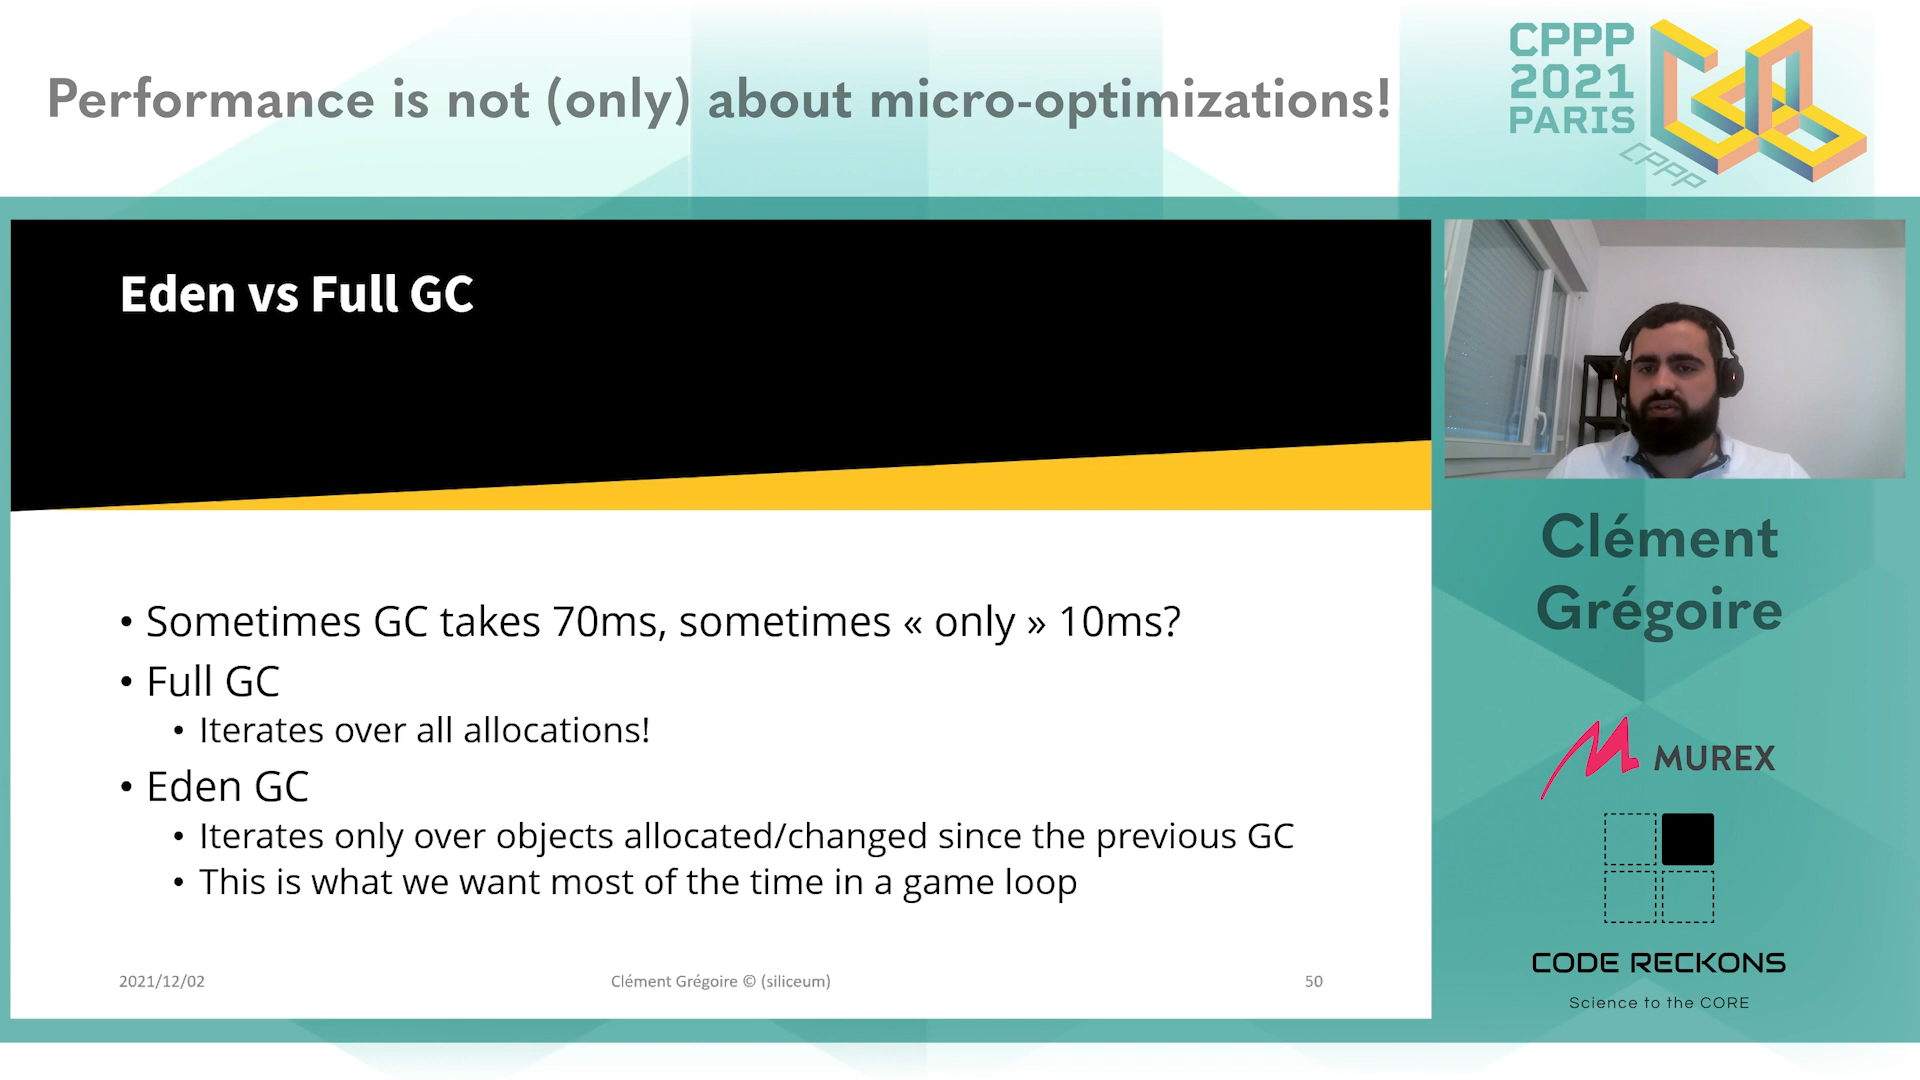 Performance is not (only) about micro-optimizations!
CPPP
2021
PARIS
CPPP
Eden vs Full GC
• Sometimes GC takes 70ms, sometimes « only » 10ms?
• Full GC
• Iterates over all allocations!
• Eden GC
• Iterates only over objects allocated/changed since the previous GC
• This is what we want most of the time in a game loop
2021/12/02
Clément Grégoire © (siliceum)
50
Clément
Grégoire
MUREX
CODE RECKONS
Science to the CORE